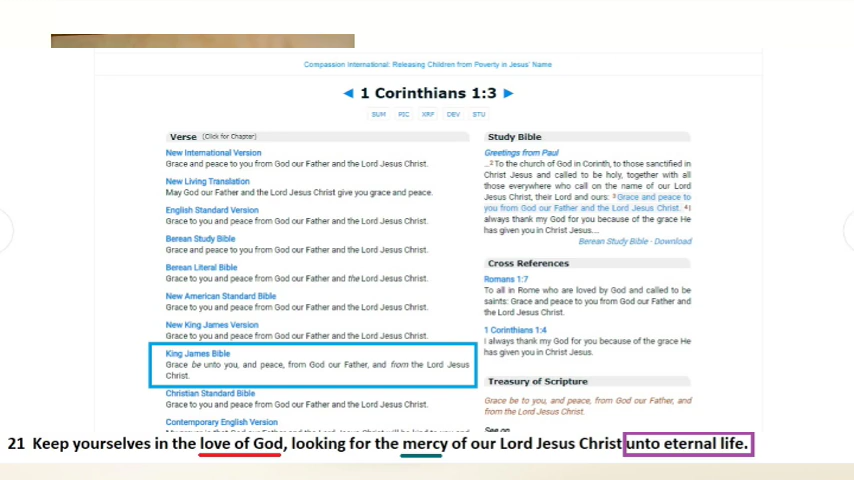 Compassion International: Releasing Children from Poverty in Jesus' Name
◄ 1 Corinthians 1:3 ►
SUM PIC XRF DEV STU
Verse (Click for Chapter)
New International Version
Grace and peace to you from God our Father and the Lord Jesus Christ.
New Living Translation
May God our Father and the Lord Jesus Christ give you grace and peace.
English Standard Version
Grace to you and peace from God our Father and the Lord Jesus Christ.
Berean Study Bible
Grace and peace to you from God our Father and the Lord Jesus Christ.
Berean Literal Bible
Grace to you and peace from God our Father and the Lord Jesus Christ.
New American Standard Bible
Grace to you and peace from God our Father and the Lord Jesus Christ.
New King James Version
Grace to you and peace from God our Father and the Lord Jesus Christ.
King James Bible
Grace be unto you, and peace, from God our Father, and from the Lord Jesus
Christ.
Christian Standard Bible
Grace to you and peace from God our Father and the Lord Jesus Christ.
Contemporary English Version
Study Bible
Greetings from Paul
…2To the church of God in Corinth, to those sanctified in
Christ Jesus and called to be holy, together with all
those everywhere who call on the name of our Lord
Jesus Christ, their Lord and ours: 3Grace and peace to
you from God our Father and the Lord Jesus Christ. 4I
always thank my God for you because of the grace He
has given you in Christ Jesus…
Berean Study Bible · Download
Cross References
Romans 1:7
To all in Rome who are loved by God and called to be
saints: Grace and peace to you from God our Father and
the Lord Jesus Christ.
1 Corinthians 1:4
I always thank my God for you because of the grace He
has given you in Christ Jesus.
Treasury of Scripture
Grace be to you, and peace, from God our Father, and
from the Lord Jesus Christ.
See on
21 Keep yourselves in the love of God, looking for the mercy of our Lord Jesus Christ unto eternal life.